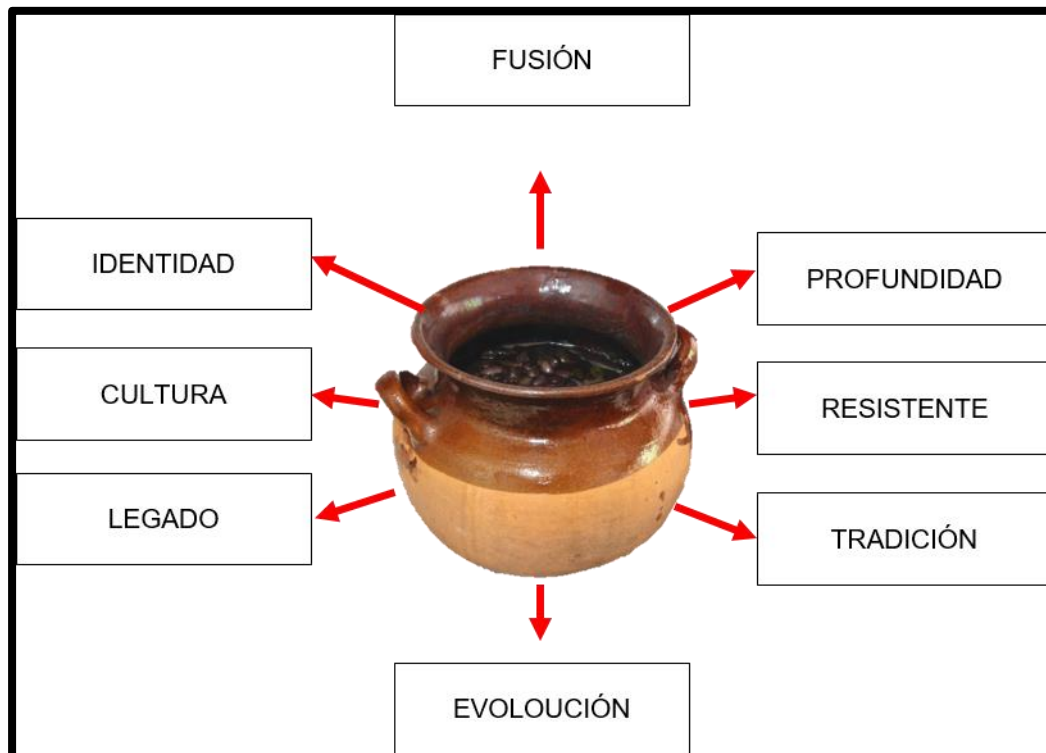 FUSIÓN
IDENTIDAD
PROFUNDIDAD
CULTURA
RESISTENTE
LEGADO
TRADICIÓN
EVOLOUCIÓN